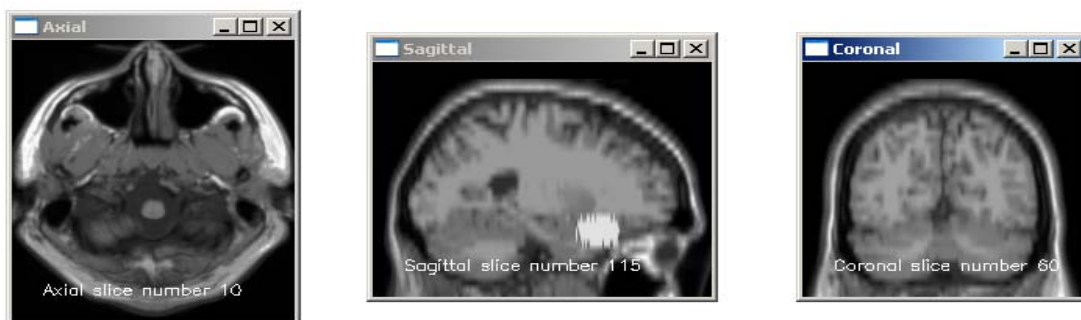 Axial
Axial slice number 10
Sagittal
Sagittal slice number 115
Coronal
Coronal slice number 60